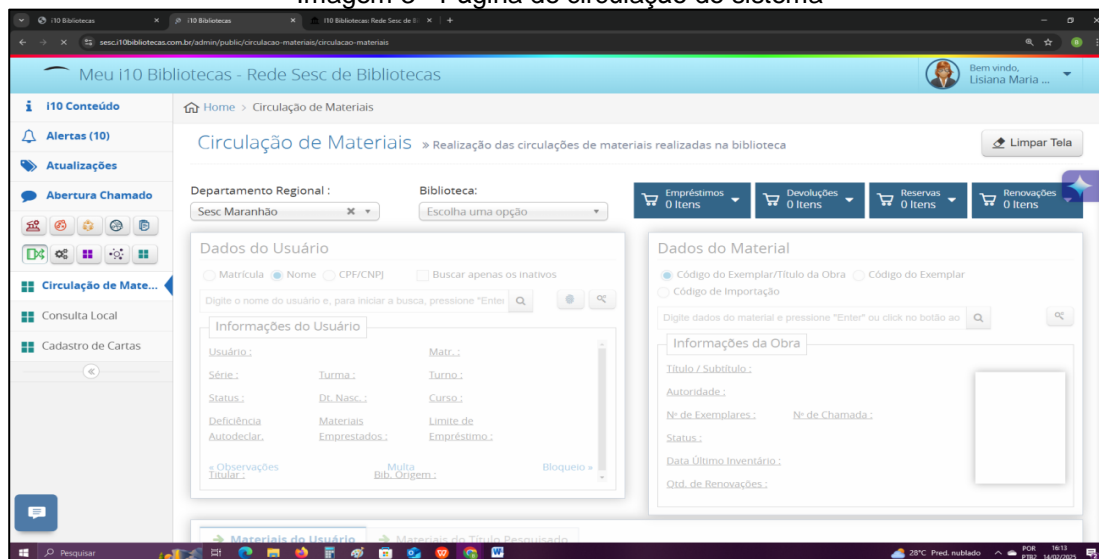 Imagem 3 - Página de circulação do sistema
i10 Bibliotecas
i10 Bibliotecas
i10 Bibliotecas: Rede Sesc de Bi
sesc.i10bibliotecas.com.br/admin/public/circulacao-materiais/circulacao-materiais
Meu i10 Bibliotecas - Rede Sesc de Bibliotecas
Bem vindo,
Lisiana Maria ...
i10 Conteúdo
Home > Circulação de Materiais
Alertas (10)
Circulação de Materiais » Realização das circulações de materiais realizadas na biblioteca
Limpar Tela
Atualizações
Abertura Chamado
Departamento Regional :
Biblioteca:
Sesc Maranhão
Escolha uma opção
Empréstimos
0 Itens
Devoluções
0 Itens
Reservas
0 Itens
Renovações
0 Itens
Circulação de Mate...
Consulta Local
Cadastro de Cartas
Dados do Usuário
Matrícula Nome CPF/CNPJ Buscar apenas os inativos
Digite o nome do usuário e, para iniciar a busca, pressione "Enter
Informações do Usuário
Usuário : Matr. :
Série : Turma : Turno :
Status : Dt. Nasc. : Curso :
Deficiência Materiais Limite de
Autodeclar. Emprestados : Empréstimo :
« Observações Multa Bloqueio »
Titular : Bib. Origem :
Dados do Material
Código do Exemplar/Título da Obra Código do Exemplar
Código de Importação
Digite dados do material e pressione "Enter" ou click no botão ao
Informações da Obra
Título / Subtítulo :
Autoridade :
Nº de Exemplares : Nº de Chamada :
Status :
Data Último Inventário :
Qtd. de Renovações :
Materiais do Usuário Materiais do Título Pesquisado
Pesquisar
28°C Pred. nublado
POR
PTB2
16:13
14/02/2025